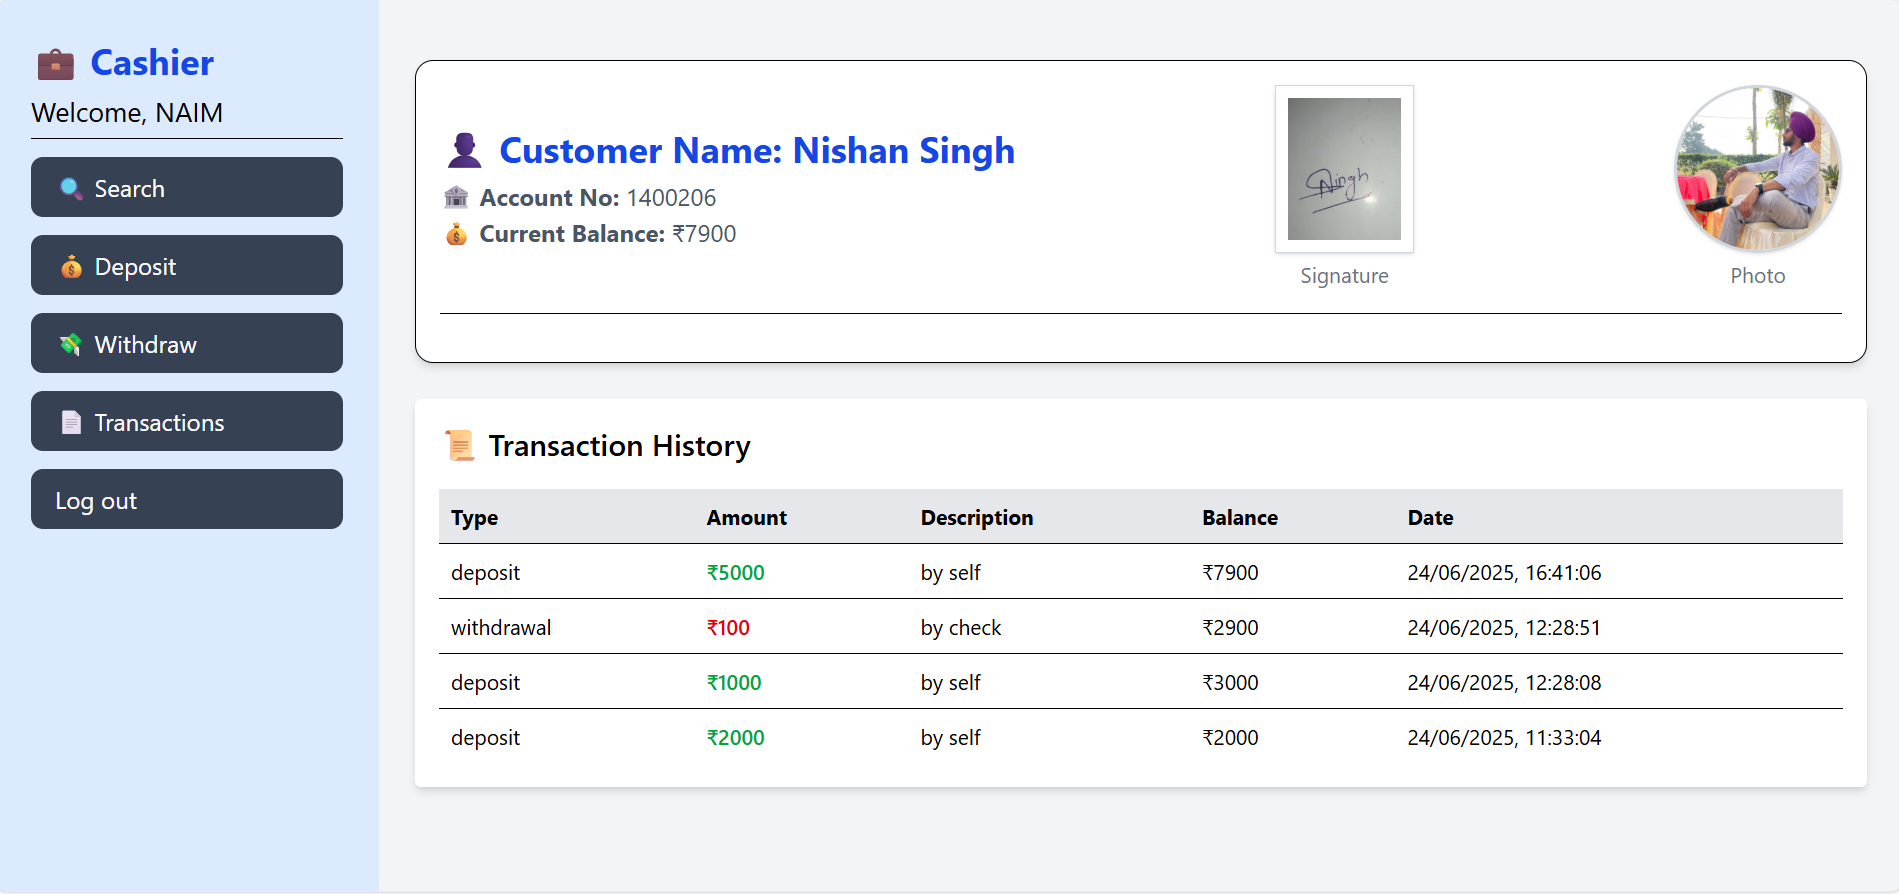 Cashier
Welcome, NAIM
Search
Deposit
Withdraw
Transactions
Log out
Customer Name: Nishan Singh
Account No: 1400206
Current Balance: ₹7900
Singh
Signature
Photo
Transaction History
Type Amount Description Balance Date
deposit ₹5000 by self ₹7900 24/06/2025, 16:41:06
withdrawal ₹100 by check ₹2900 24/06/2025, 12:28:51
deposit ₹1000 by self ₹3000 24/06/2025, 12:28:08
deposit ₹2000 by self ₹2000 24/06/2025, 11:33:04